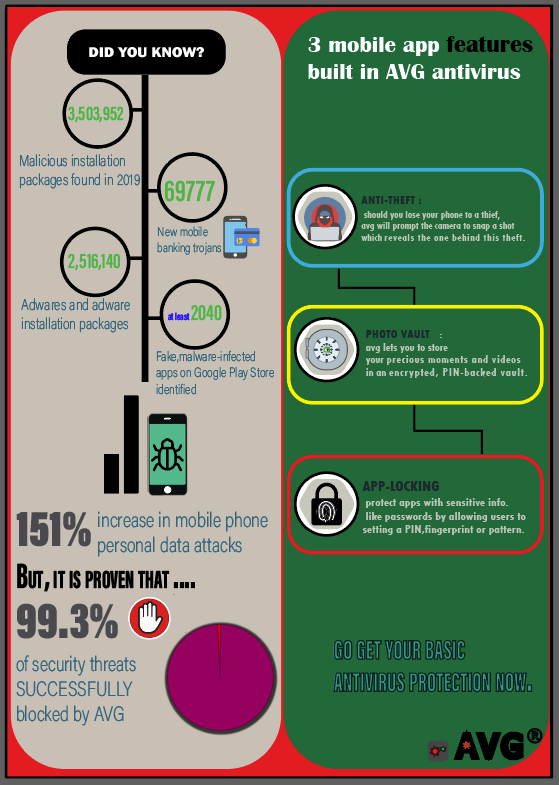 DID YOU KNOW?
3,503,952
Malicious installation
packages found in 2019
69777
New mobile
banking trojans
2,516,140
Adwares and adware
installation packages
at least 2040
Fake,malware-infected
apps on Google Play Store
identified
151% increase in mobile phone
personal data attacks
BUT, IT IS PROVEN THAT ....
99.3%
of security threats
SUCCESSFULLY
blocked by AVG
3 mobile app features
built in AVG antivirus
ANTI-THEFT :
should you lose your phone to a thief,
avg will prompt the camera to snap a shot
which reveals the one behind this theft.
PHOTO VAULT :
avg lets you to store
your precious moments and videos
in an encrypted, PIN-backed vault.
APP-LOCKING
protect apps with sensitive info.
like passwords by allowing users to
setting a PIN,fingerprint or pattern.
GO GET YOUR BASIC
ANTIVIRUS PROTECTION NOW.
AVG®